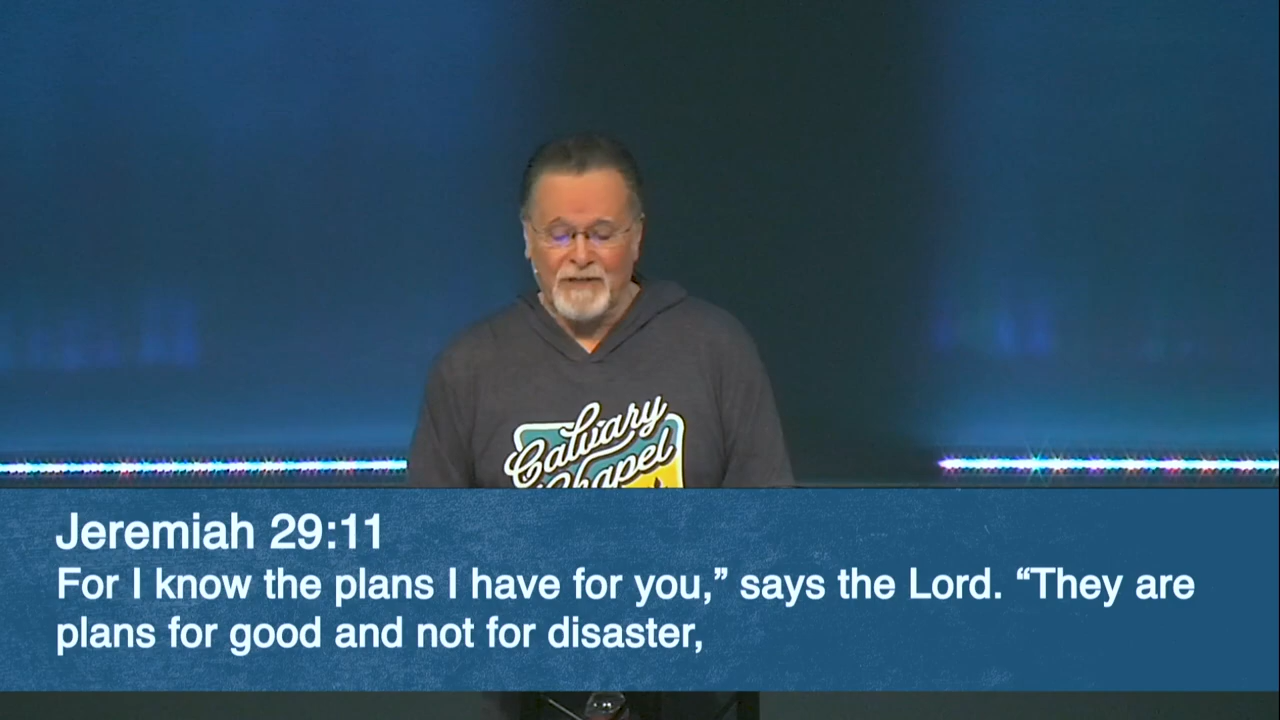 Calvary
Chapel
Jeremiah 29:11
For I know the plans I have for you,” says the Lord. “They are
plans for good and not for disaster,